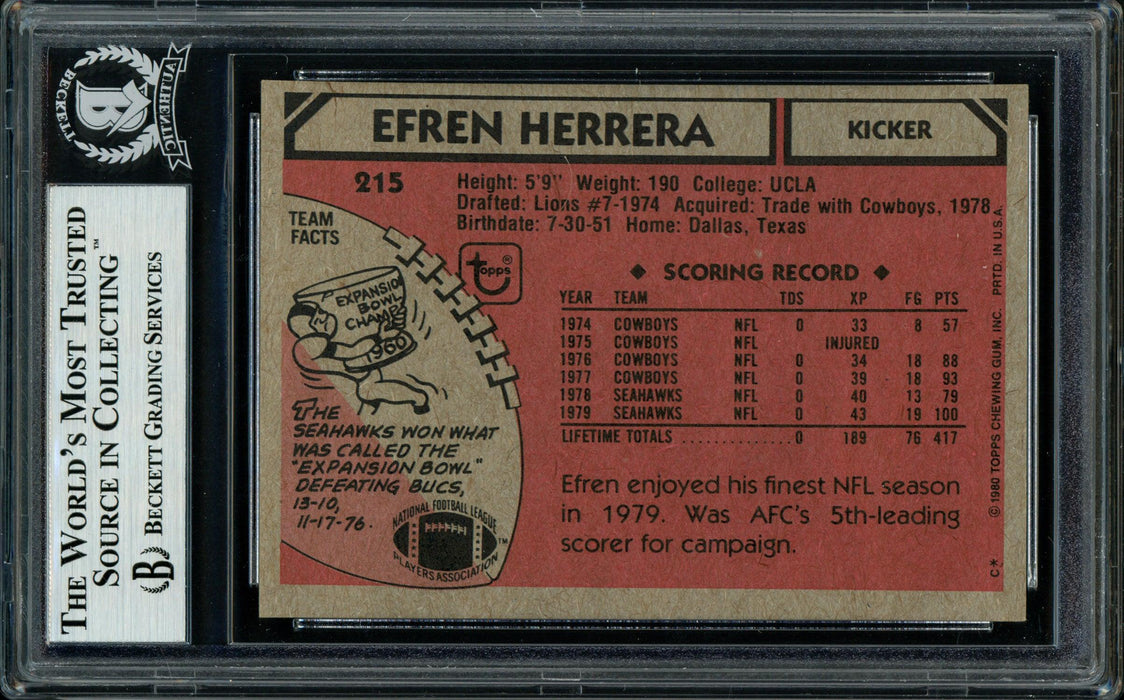 BECKETT
AUTHENTIC
B
THE WORLD'S MOST TRUSTED
SOURCE IN COLLECTING™
BECKETT GRADING SERVICES
B
EFREN HERRERA
KICKER
215
Height: 5'9" Weight: 190 College: UCLA
Drafted: Lions #7-1974 Acquired: Trade with Cowboys, 1978
Birthdate: 7-30-51 Home: Dallas, Texas
TEAM
FACTS
topps®
EXPANSIO
BOWL
CHAMP
1960
THE
SEAHAWKS WON WHAT
WAS CALLED THE
"EXPANSION BOWL"
DEFEATING BUCS,
13-10,
11-17-76.
NATIONAL FOOTBALL LEAGUE
PLAYERS ASSOCIATION™
◆ SCORING RECORD ◆
YEAR TEAM TDS XP FG PTS
1974 COWBOYS NFL 0 33 8 57
1975 COWBOYS NFL INJURED
1976 COWBOYS NFL 0 34 18 88
1977 COWBOYS NFL 0 39 18 93
1978 SEAHAWKS NFL 0 40 13 79
1979 SEAHAWKS NFL 0 43 19 100
LIFETIME TOTALS ................ 0 189 76 417
Efren enjoyed his finest NFL season
in 1979. Was AFC's 5th-leading
scorer for campaign.
C* © 1980 TOPPS CHEWING GUM, INC. PRTD. IN U.S.A.